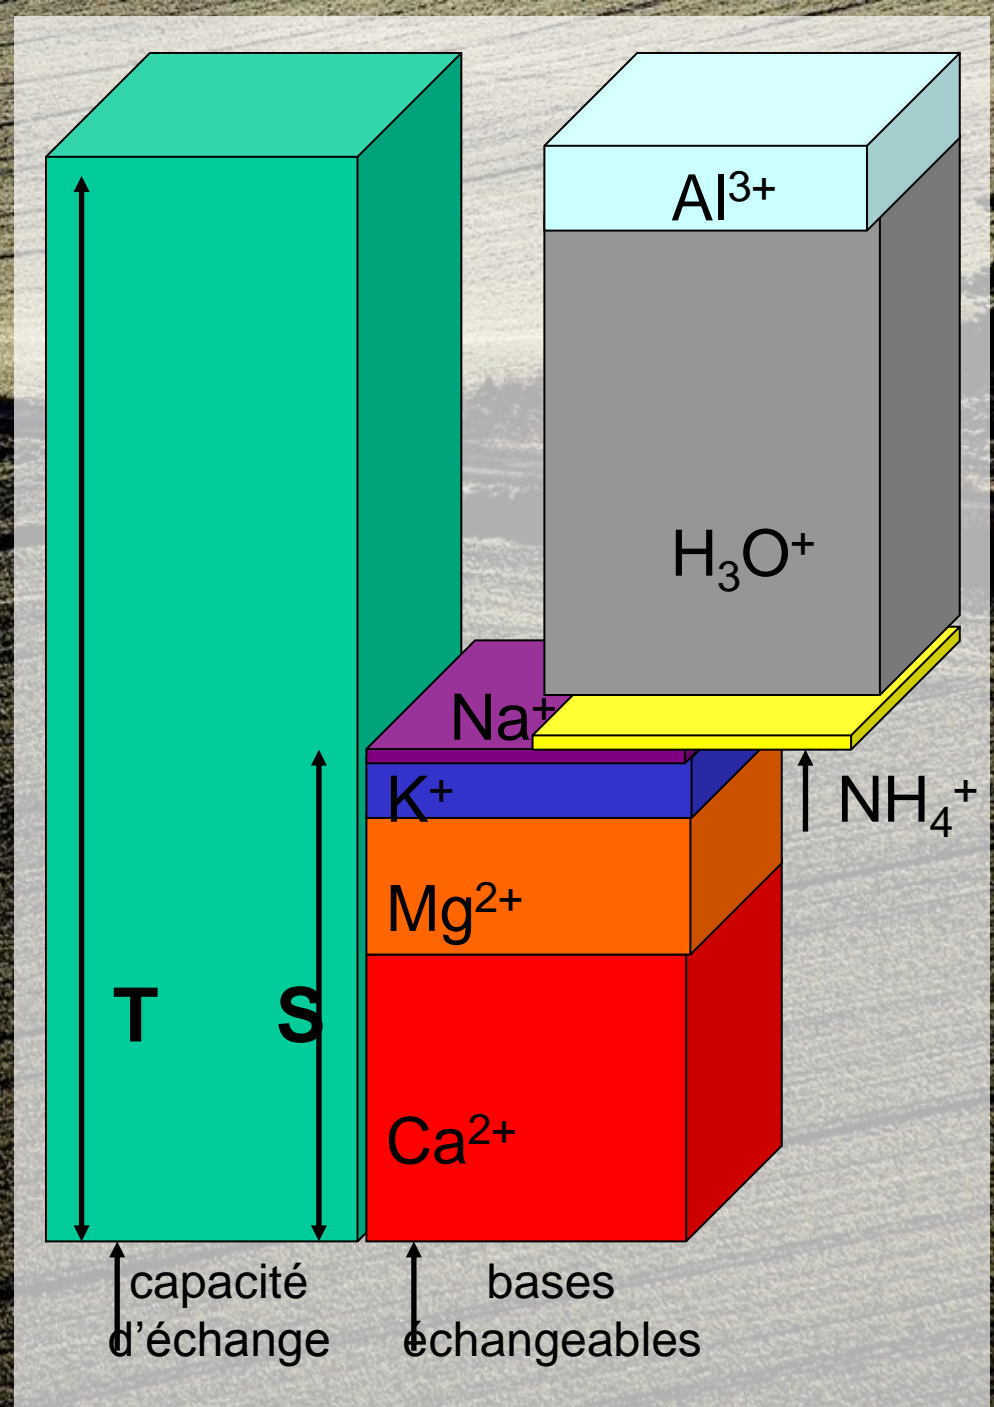 Al³⁺
H₃O⁺
Na⁺
K⁺
NH₄⁺
Mg²⁺
T S
Ca²⁺
capacité
d’échange
bases
échangeables